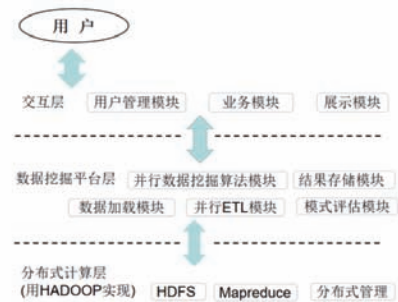 用 户
交互层 用户管理模块 业务模块 展示模块
数据挖掘平台层 并行数据挖掘算法模块 结果存储模块
数据加载模块 并行ETL模块 模式评估模块
分布式计算层
(用HADOOP实现) HDFS Mapreduce 分布式管理